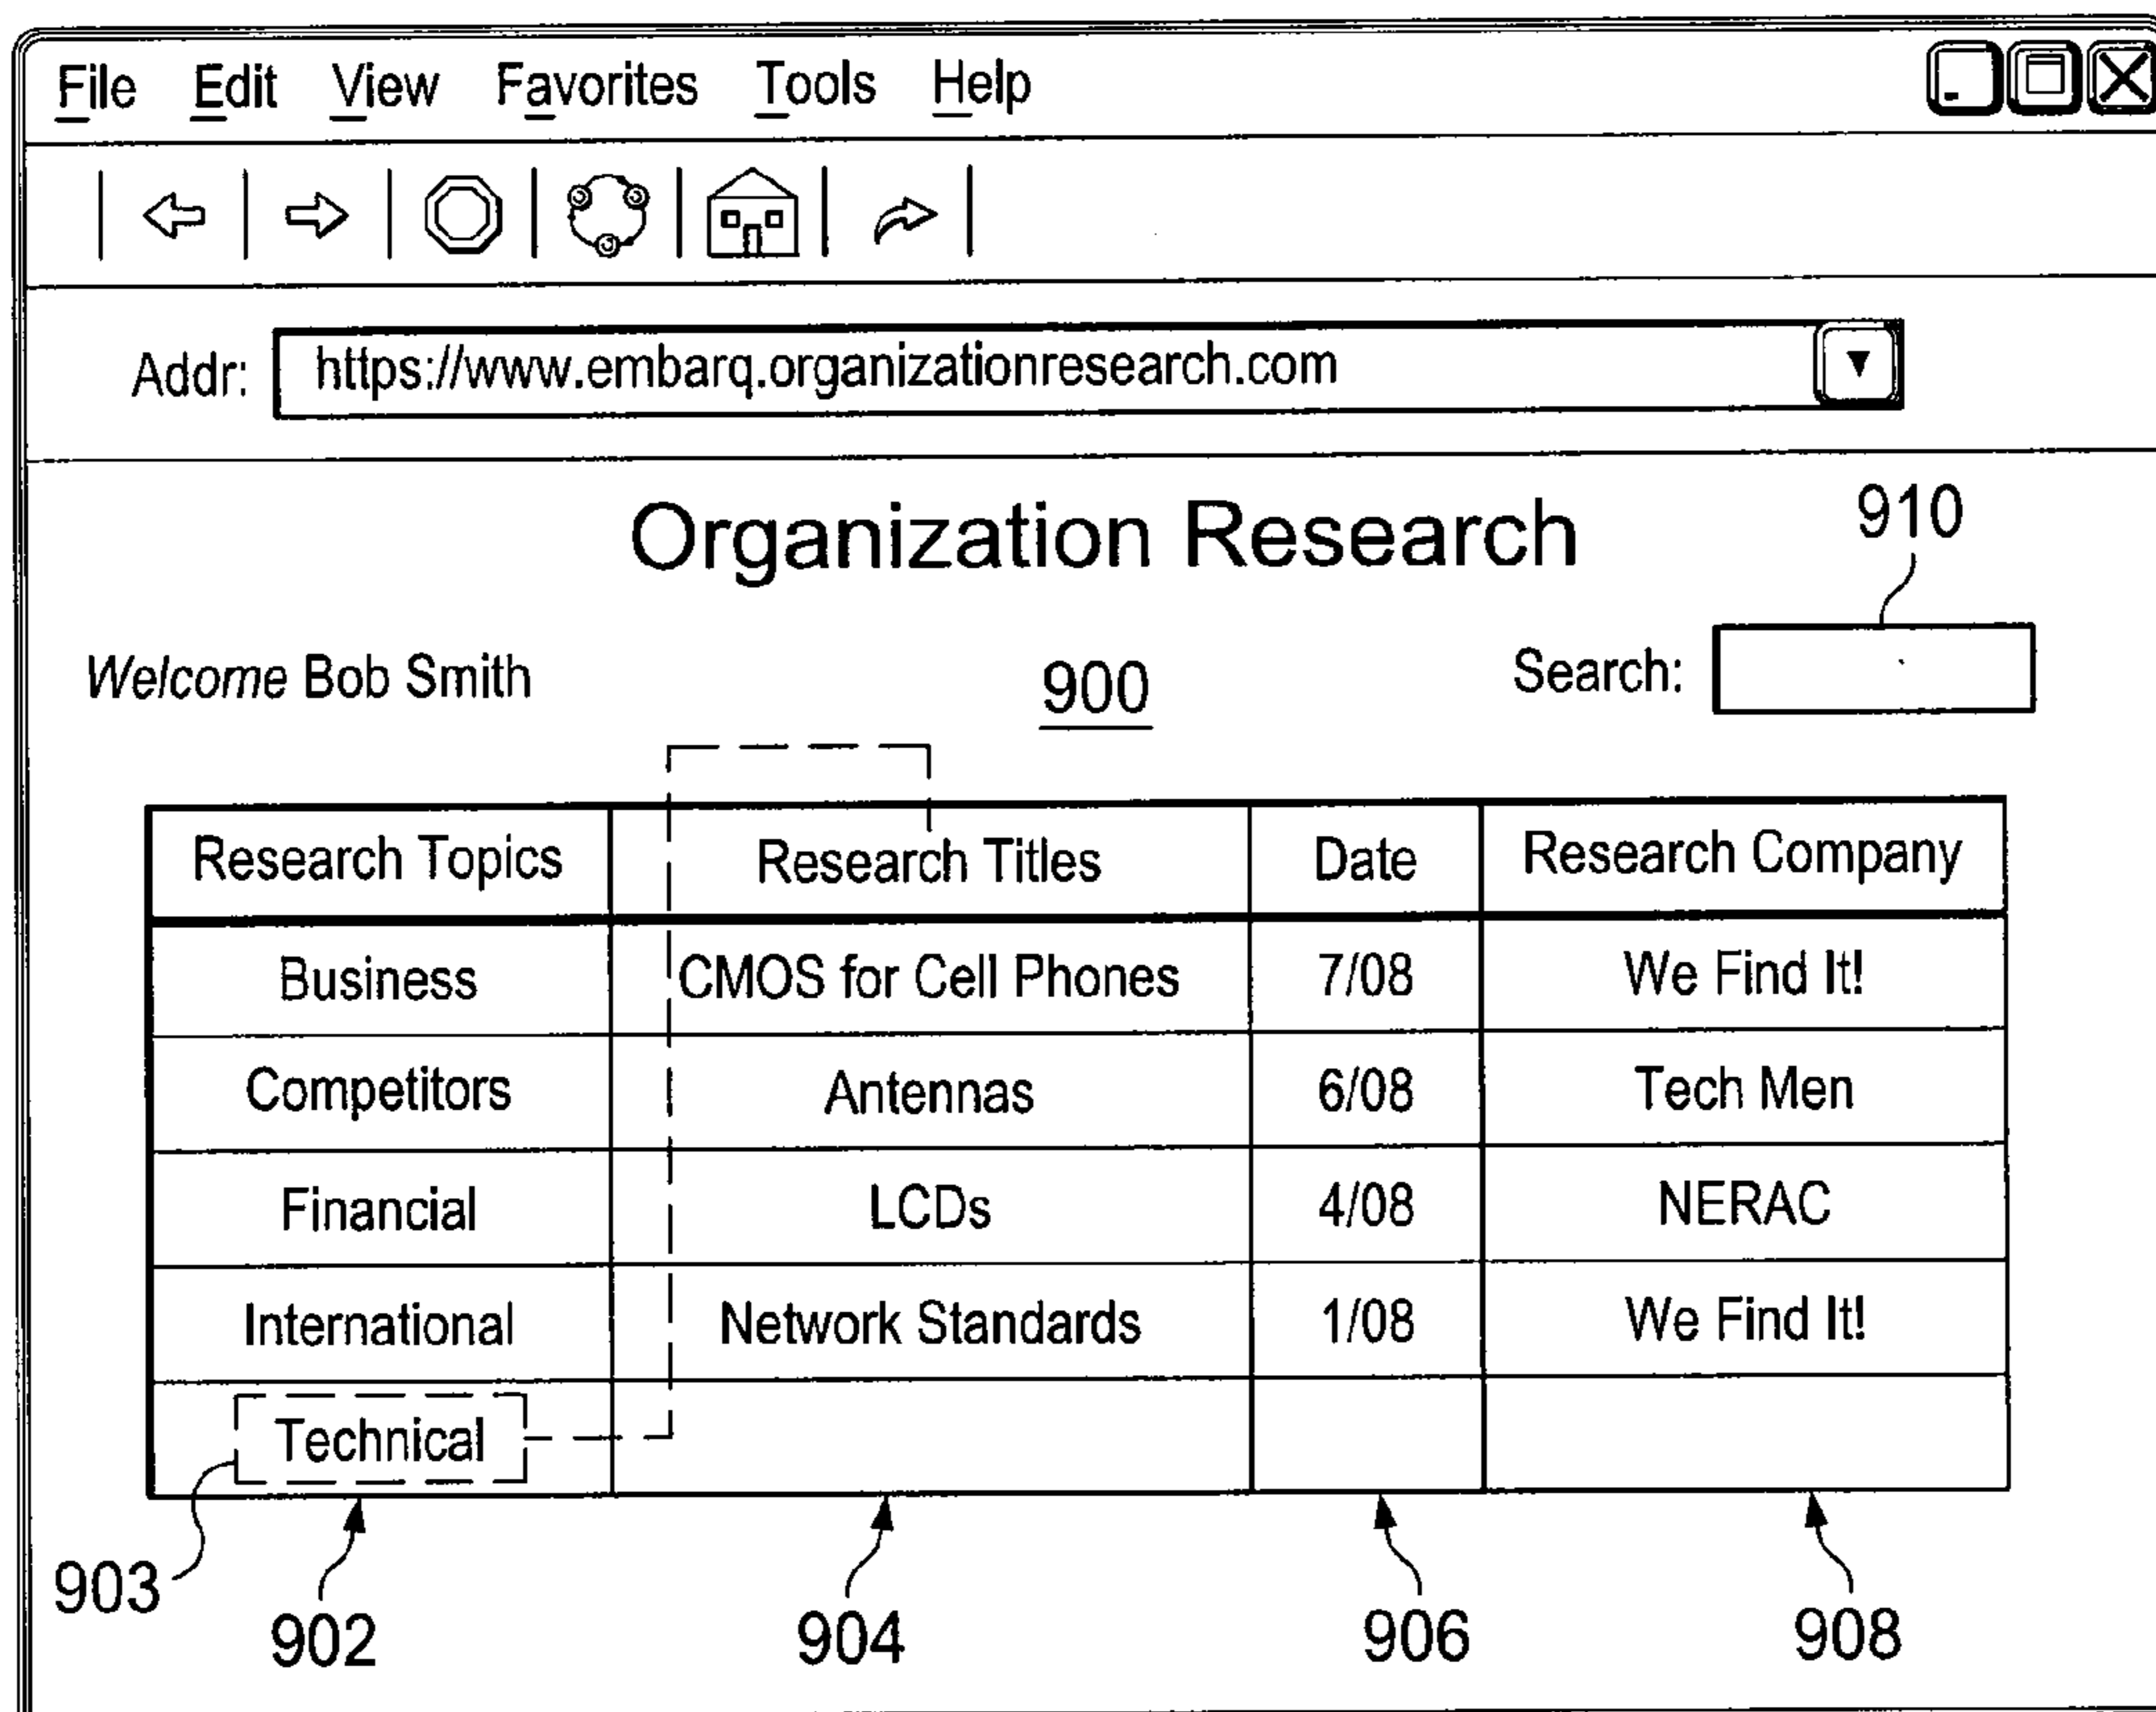 File Edit View Favorites Tools Help
Addr: https://www.embarq.organizationresearch.com
Organization Research
910
Welcome Bob Smith
900
Search:
Research Topics Research Titles Date Research Company
Business CMOS for Cell Phones 7/08 We Find It!
Competitors Antennas 6/08 Tech Men
Financial LCDs 4/08 NERAC
International Network Standards 1/08 We Find It!
Technical
903
902 904 906 908